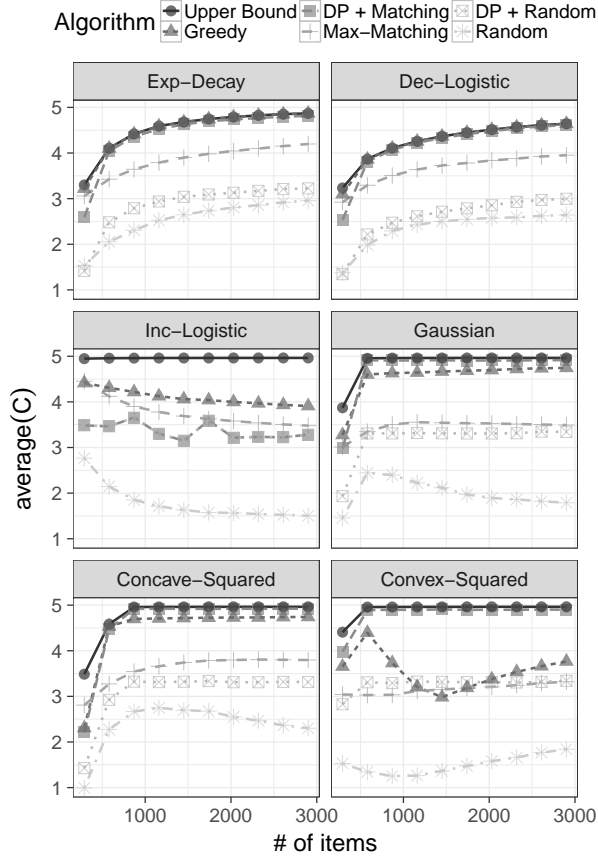 Algorithm
Upper Bound DP + Matching DP + Random
Greedy Max−Matching Random
Exp−Decay Dec−Logistic
5
4
3
2
1
Inc−Logistic Gaussian
5
4
3
2
1
Concave−Squared Convex−Squared
5
4
3
2
1
average(C)
1000 2000 3000 1000 2000 3000
# of items